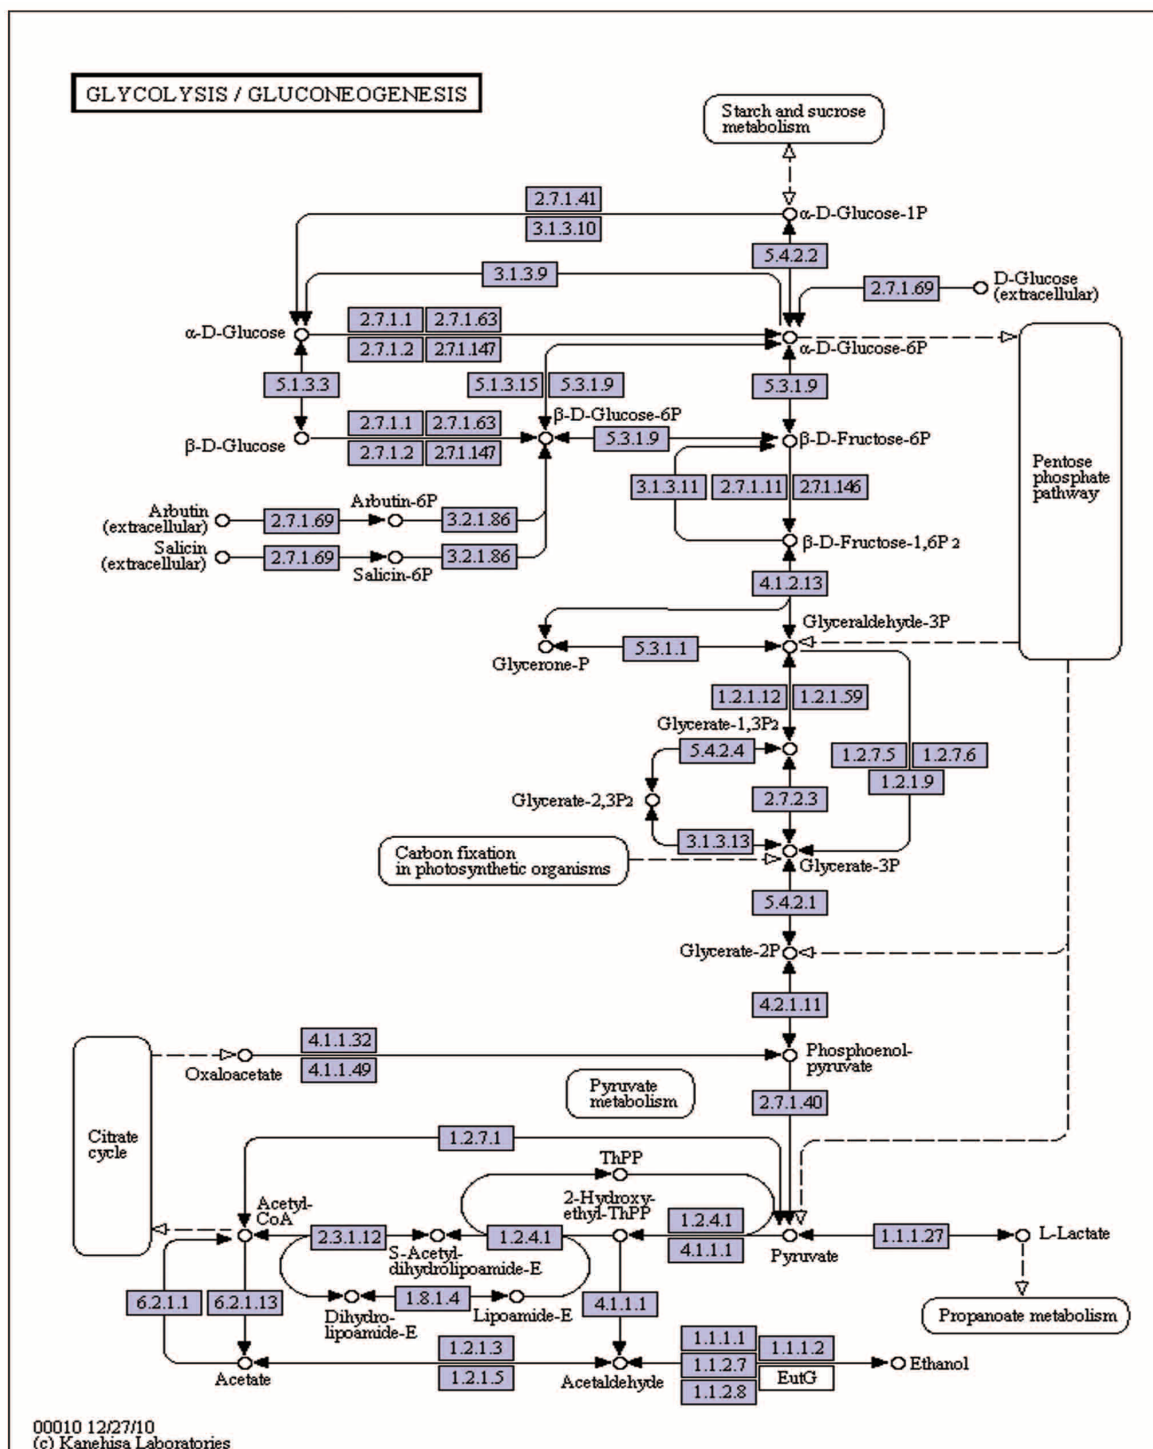 GLYCOLYSIS / GLUCONEOGENESIS
Starch and sucrose
metabolism
2.7.1.41
3.1.3.10
α-D-Glucose-1P
5.4.2.2
3.1.3.9
2.7.1.69
D-Glucose
(extracellular)
α-D-Glucose
2.7.1.1
2.7.1.63
2.7.1.2
2.7.1.147
α-D-Glucose-6P
5.1.3.3
5.1.3.15
5.3.1.9
5.3.1.9
β-D-Glucose
2.7.1.1
2.7.1.63
2.7.1.2
2.7.1.147
β-D-Glucose-6P
5.3.1.9
β-D-Fructose-6P
Pentose
phosphate
pathway
3.1.3.11
2.7.1.11
2.7.1.146
Arbutin
(extracellular)
2.7.1.69
Arbutin-6P
3.2.1.86
Salicin
(extracellular)
2.7.1.69
Salicin-6P
3.2.1.86
β-D-Fructose-1,6P2
4.1.2.13
Glyceraldehyde-3P
Glycerone-P
5.3.1.1
1.2.1.12
1.2.1.59
Glycerate-1,3P2
5.4.2.4
1.2.7.5
1.2.7.6
1.2.1.9
Glycerate-2,3P2
2.7.2.3
3.1.3.13
Carbon fixation
in photosynthetic organisms
Glycerate-3P
5.4.2.1
Glycerate-2P
4.2.1.11
4.1.1.32
Oxaloacetate
4.1.1.49
Phosphoenol-
pyruvate
Pyruvate
metabolism
2.7.1.40
Citrate
cycle
1.2.7.1
ThPP
Acetyl-
CoA
2-Hydroxy-
ethyl-ThPP
1.2.4.1
2.3.1.12
S-Acetyl-
dihydrolipoamide-E
1.2.4.1
4.1.1.1
Pyruvate
1.1.1.27
L-Lactate
6.2.1.1
6.2.1.13
1.8.1.4
Dihydro-
lipoamide-E
Lipoamide-E
4.1.1.1
Propanoate metabolism
Acetate
1.2.1.3
1.2.1.5
Acetaldehyde
1.1.1.1
1.1.1.2
1.1.2.7
EutG
1.1.2.8
Ethanol
00010 12/27/10
(c) Kanehisa Laboratories